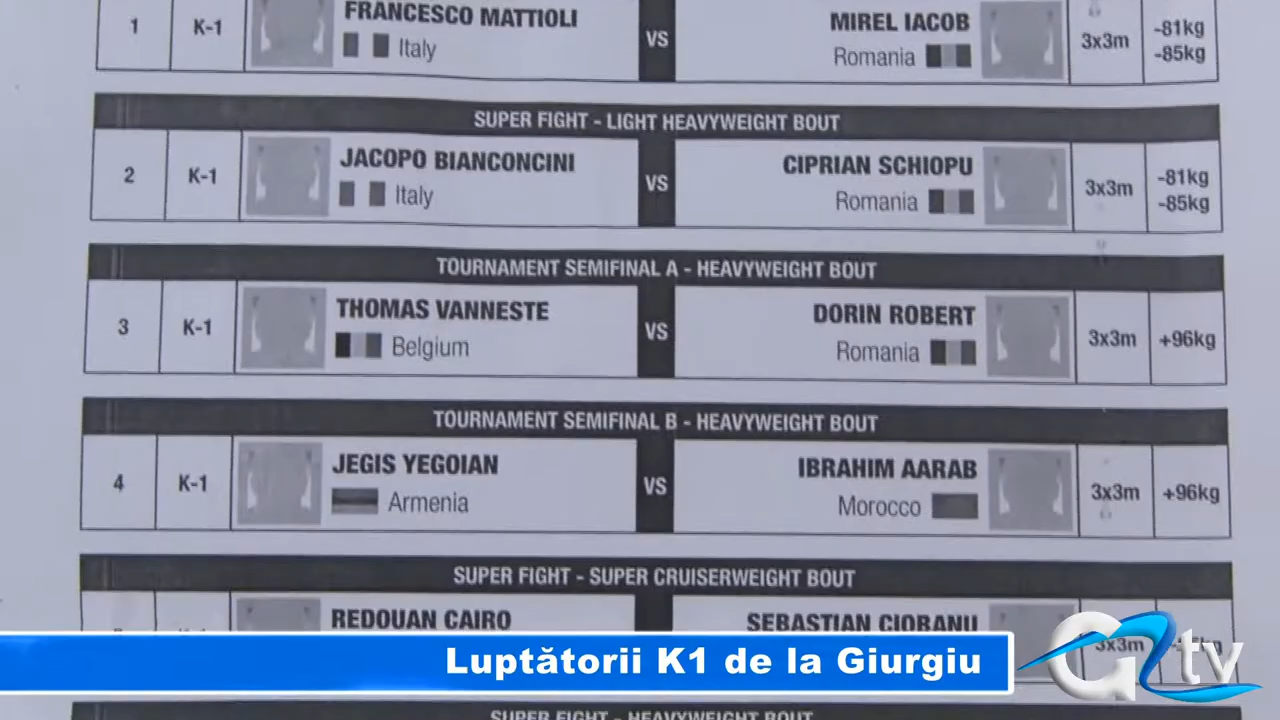 1 K-1 FRANCESCO MATTIOLI VS MIREL IACOB 3x3m -81kg
Italy Romania -85kg
SUPER FIGHT - LIGHT HEAVYWEIGHT BOUT
2 K-1 JACOPO BIANCONCINI VS CIPRIAN SCHIOPU 3x3m -81kg
Italy Romania -85kg
TOURNAMENT SEMIFINAL A - HEAVYWEIGHT BOUT
3 K-1 THOMAS VANNESTE VS DORIN ROBERT 3x3m +96kg
Belgium Romania
TOURNAMENT SEMIFINAL B - HEAVYWEIGHT BOUT
4 K-1 JEGIS YEGOIAN VS IBRAHIM AARAB 3x3m +96kg
Armenia Morocco
SUPER FIGHT - SUPER CRUISERWEIGHT BOUT
REDOUAN CAIRO SEBASTIAN CIOBANU
3x3m
Luptătorii K1 de la Giurgiu
G2 tv
SUPER FIGHT - HEAVYWEIGHT BOUT